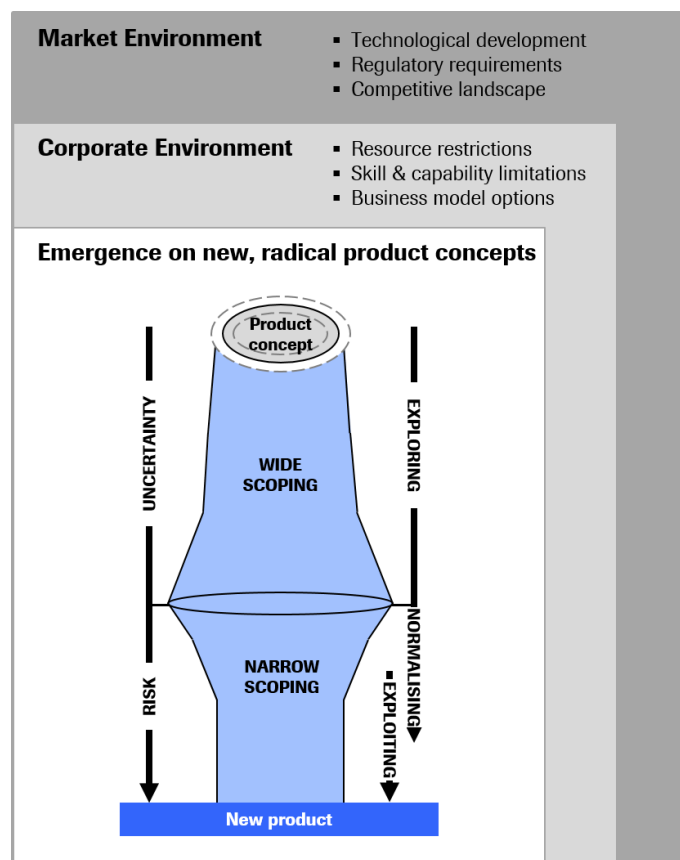 Market Environment
▪ Technological development
▪ Regulatory requirements
▪ Competitive landscape
Corporate Environment
▪ Resource restrictions
▪ Skill & capability limitations
▪ Business model options
Emergence on new, radical product concepts
Product
concept
UNCERTAINTY
EXPLORING
WIDE
SCOPING
NORMALISING
NARROW
SCOPING
RISK
EXPLOITING
New product